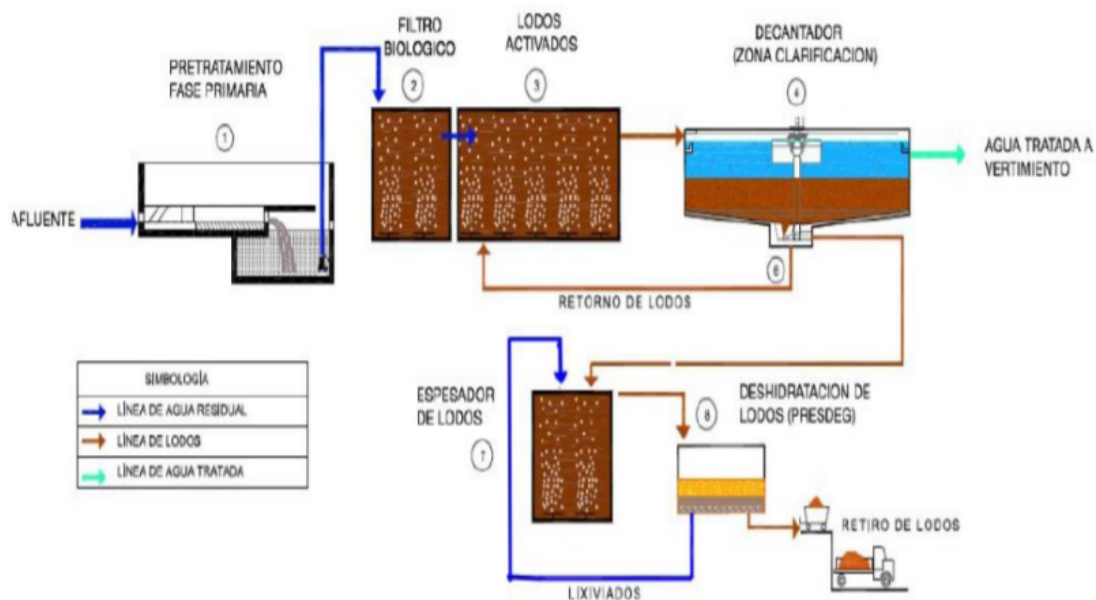 FILTRO
BIOLOGICO
2
LODOS
ACTIVADOS
3
DECANTADOR
(ZONA CLARIFICACION)
4
PRETRATAMIENTO
FASE PRIMARIA
1
AFLUENTE
AGUA TRATADA A
VERTIMIENTO
6
RETORNO DE LODOS
SIMBOLOGÍA
LÍNEA DE AGUA RESIDUAL
LÍNEA DE LODOS
LÍNEA DE AGUA TRATADA
ESPESADOR
DE LODOS
7
DESHIDRATACION DE
LODOS (PRESDEG)
8
RETIRO DE LODOS
LIXIVIADOS